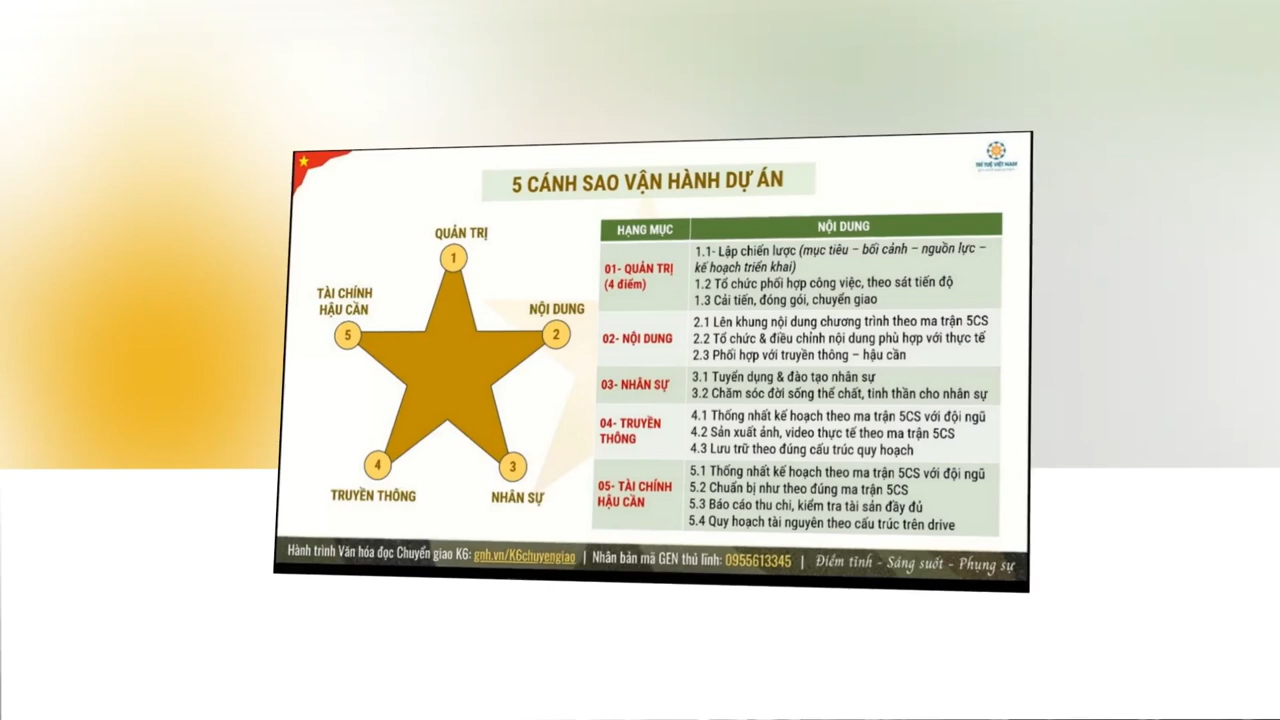 TRÍ TUỆ VIỆT NAM
5 CÁNH SAO VẬN HÀNH DỰ ÁN
QUẢN TRỊ
1
TÀI CHÍNH
HẬU CẦN
5
NỘI DUNG
2
4
TRUYỀN THÔNG
3
NHÂN SỰ
HẠNG MỤC
NỘI DUNG
01- QUẢN TRỊ
(4 điểm)
1.1- Lập chiến lược (mục tiêu – bối cảnh – nguồn lực –
kế hoạch triển khai)
1.2 Tổ chức phối hợp công việc, theo sát tiến độ
1.3 Cải tiến, đóng gói, chuyển giao
02- NỘI DUNG
2.1 Lên khung nội dung chương trình theo ma trận 5CS
2.2 Tổ chức & điều chỉnh nội dung phù hợp với thực tế
2.3 Phối hợp với truyền thông – hậu cần
03- NHÂN SỰ
3.1 Tuyển dụng & đào tạo nhân sự
3.2 Chăm sóc đời sống thể chất, tinh thần cho nhân sự
04- TRUYỀN
THÔNG
4.1 Thống nhất kế hoạch theo ma trận 5CS với đội ngũ
4.2 Sản xuất ảnh, video thực tế theo ma trận 5CS
4.3 Lưu trữ theo đúng cấu trúc quy hoạch
05- TÀI CHÍNH
HẬU CẦN
5.1 Thống nhất kế hoạch theo ma trận 5CS với đội ngũ
5.2 Chuẩn bị như theo đúng ma trận 5CS
5.3 Báo cáo thu chi, kiểm tra tài sản đầy đủ
5.4 Quy hoạch tài nguyên theo cấu trúc trên drive
Hành trình Văn hóa đọc Chuyển giao K6: gnh.vn/K6chuyengiao | Nhân bản mã GEN thủ lĩnh: 0955613345 | Điềm tĩnh - Sáng suốt - Phụng sự